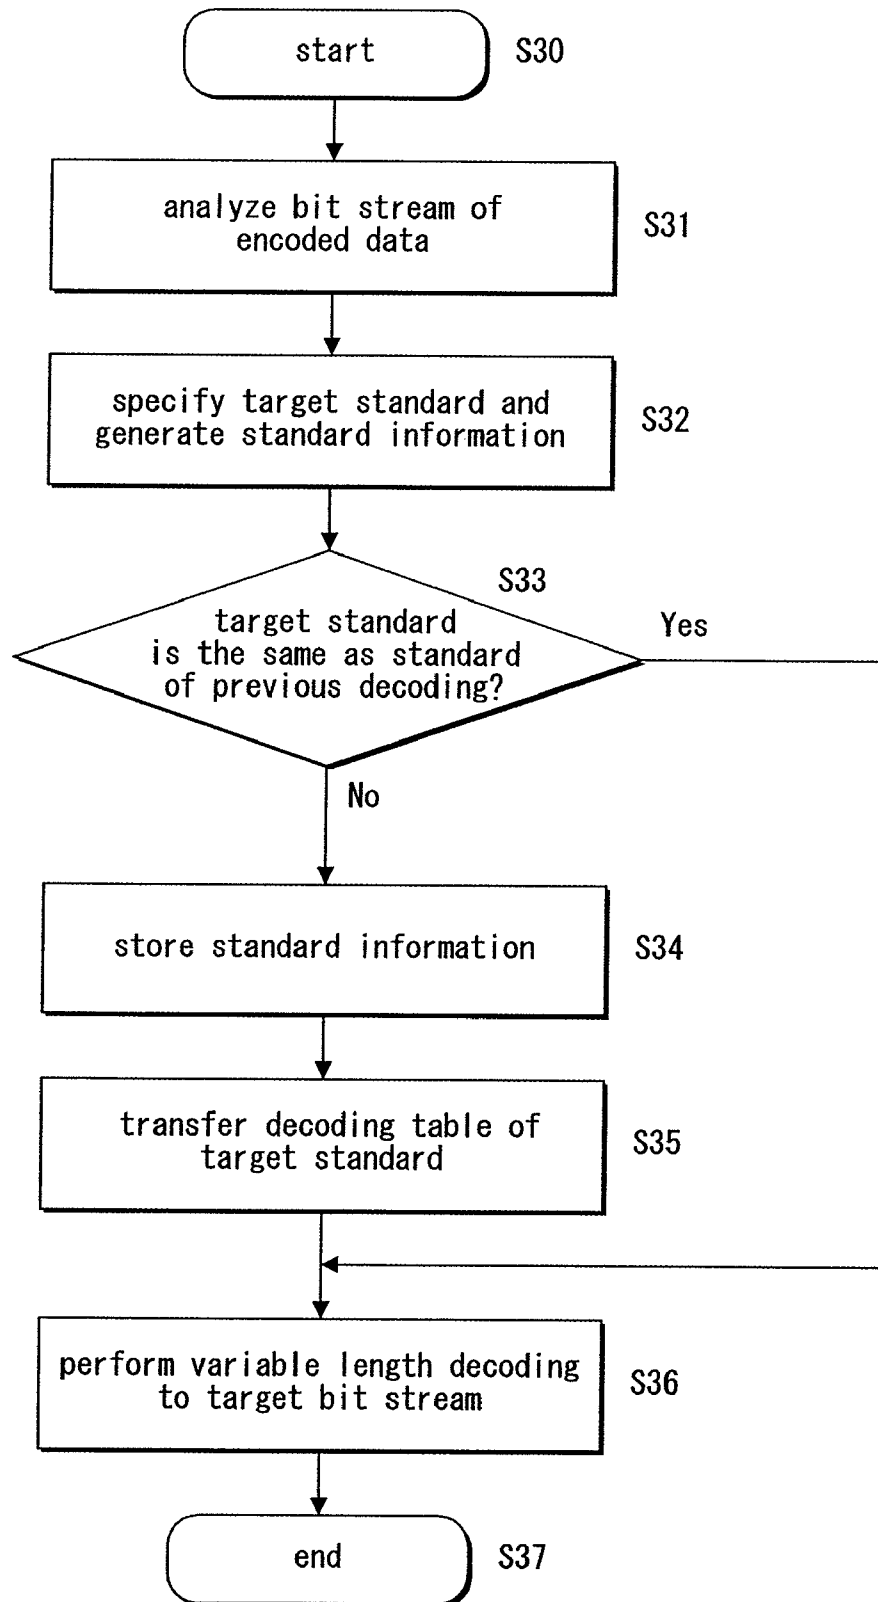 start
S30
analyze bit stream of
encoded data
S31
specify target standard and
generate standard information
S32
S33
target standard
is the same as standard
of previous decoding?
Yes
No
store standard information
S34
transfer decoding table of
target standard
S35
perform variable length decoding
to target bit stream
S36
end
S37